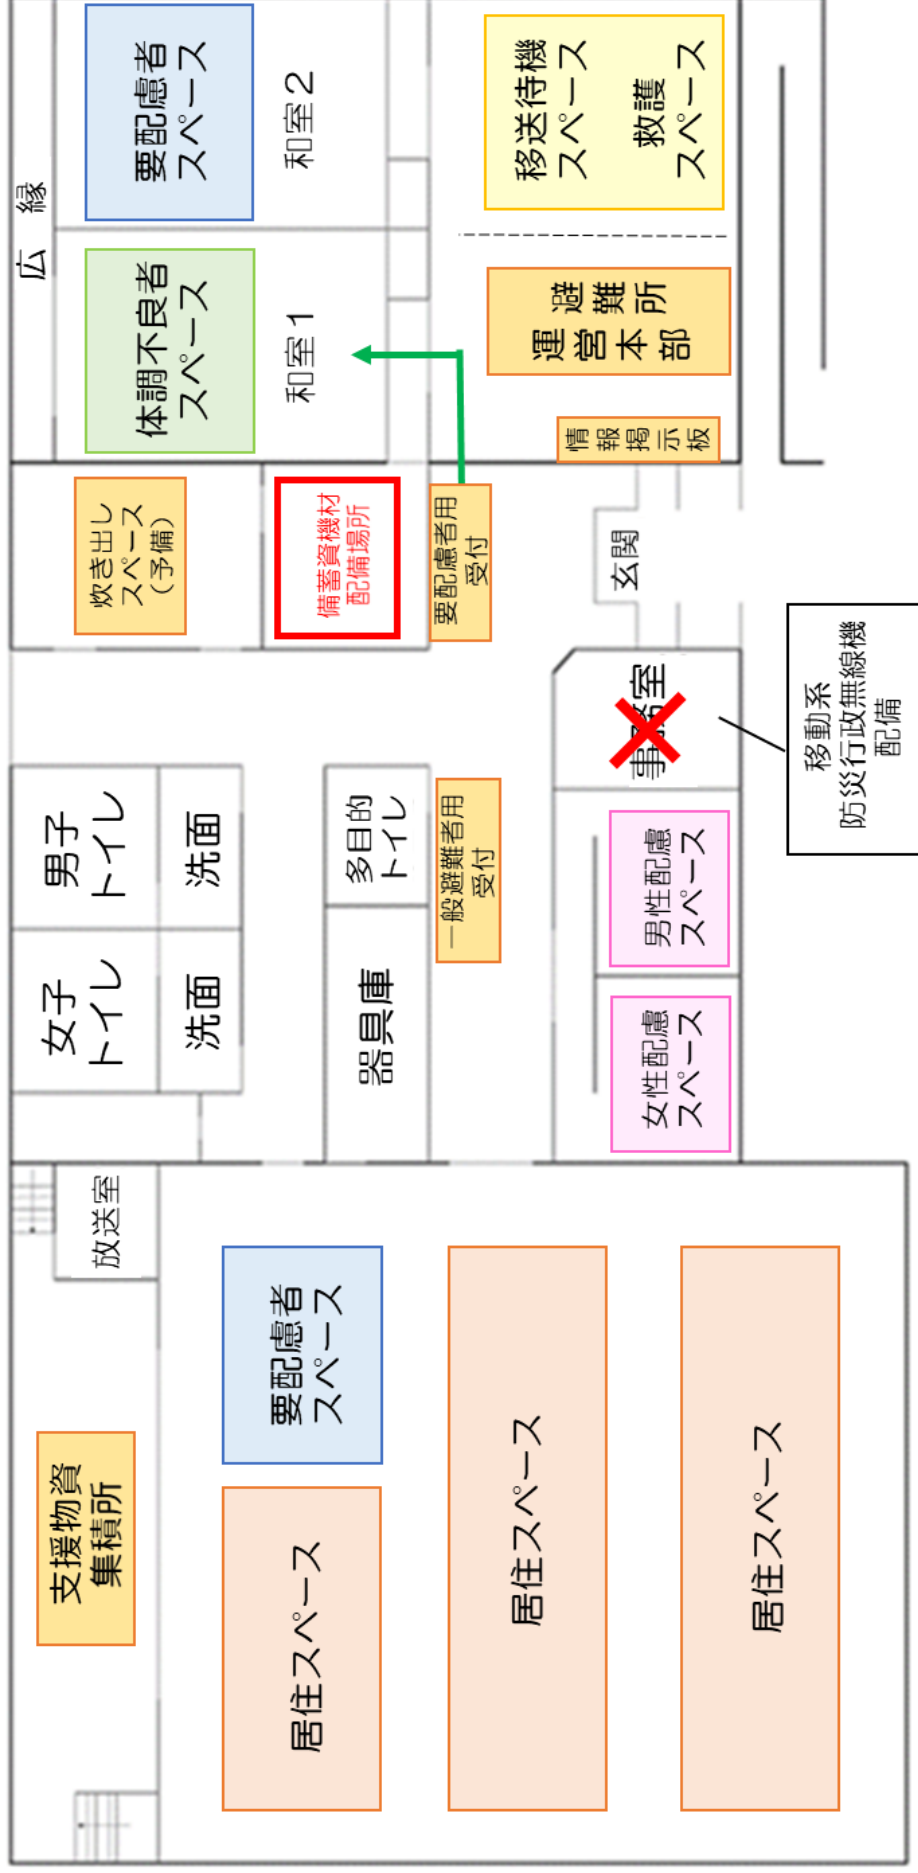 支援物資
集積所
放送室
女子
トイレ
男子
トイレ
洗面
洗面
炊き出し
スペース
（予備）
広 縁
体調不良者
スペース
和室1
要配慮者
スペース
和室2
居住スペース
要配慮者
スペース
器具庫
多目的
トイレ
備蓄資機材
配備場所
一般避難者用
受付
要配慮者用
受付
居住スペース
居住スペース
女性配慮
スペース
男性配慮
スペース
事務室
玄関
情報掲示板
避難所
運営本部
移送待機
スペース
救護
スペース
移動系
防災行政無線機
配備